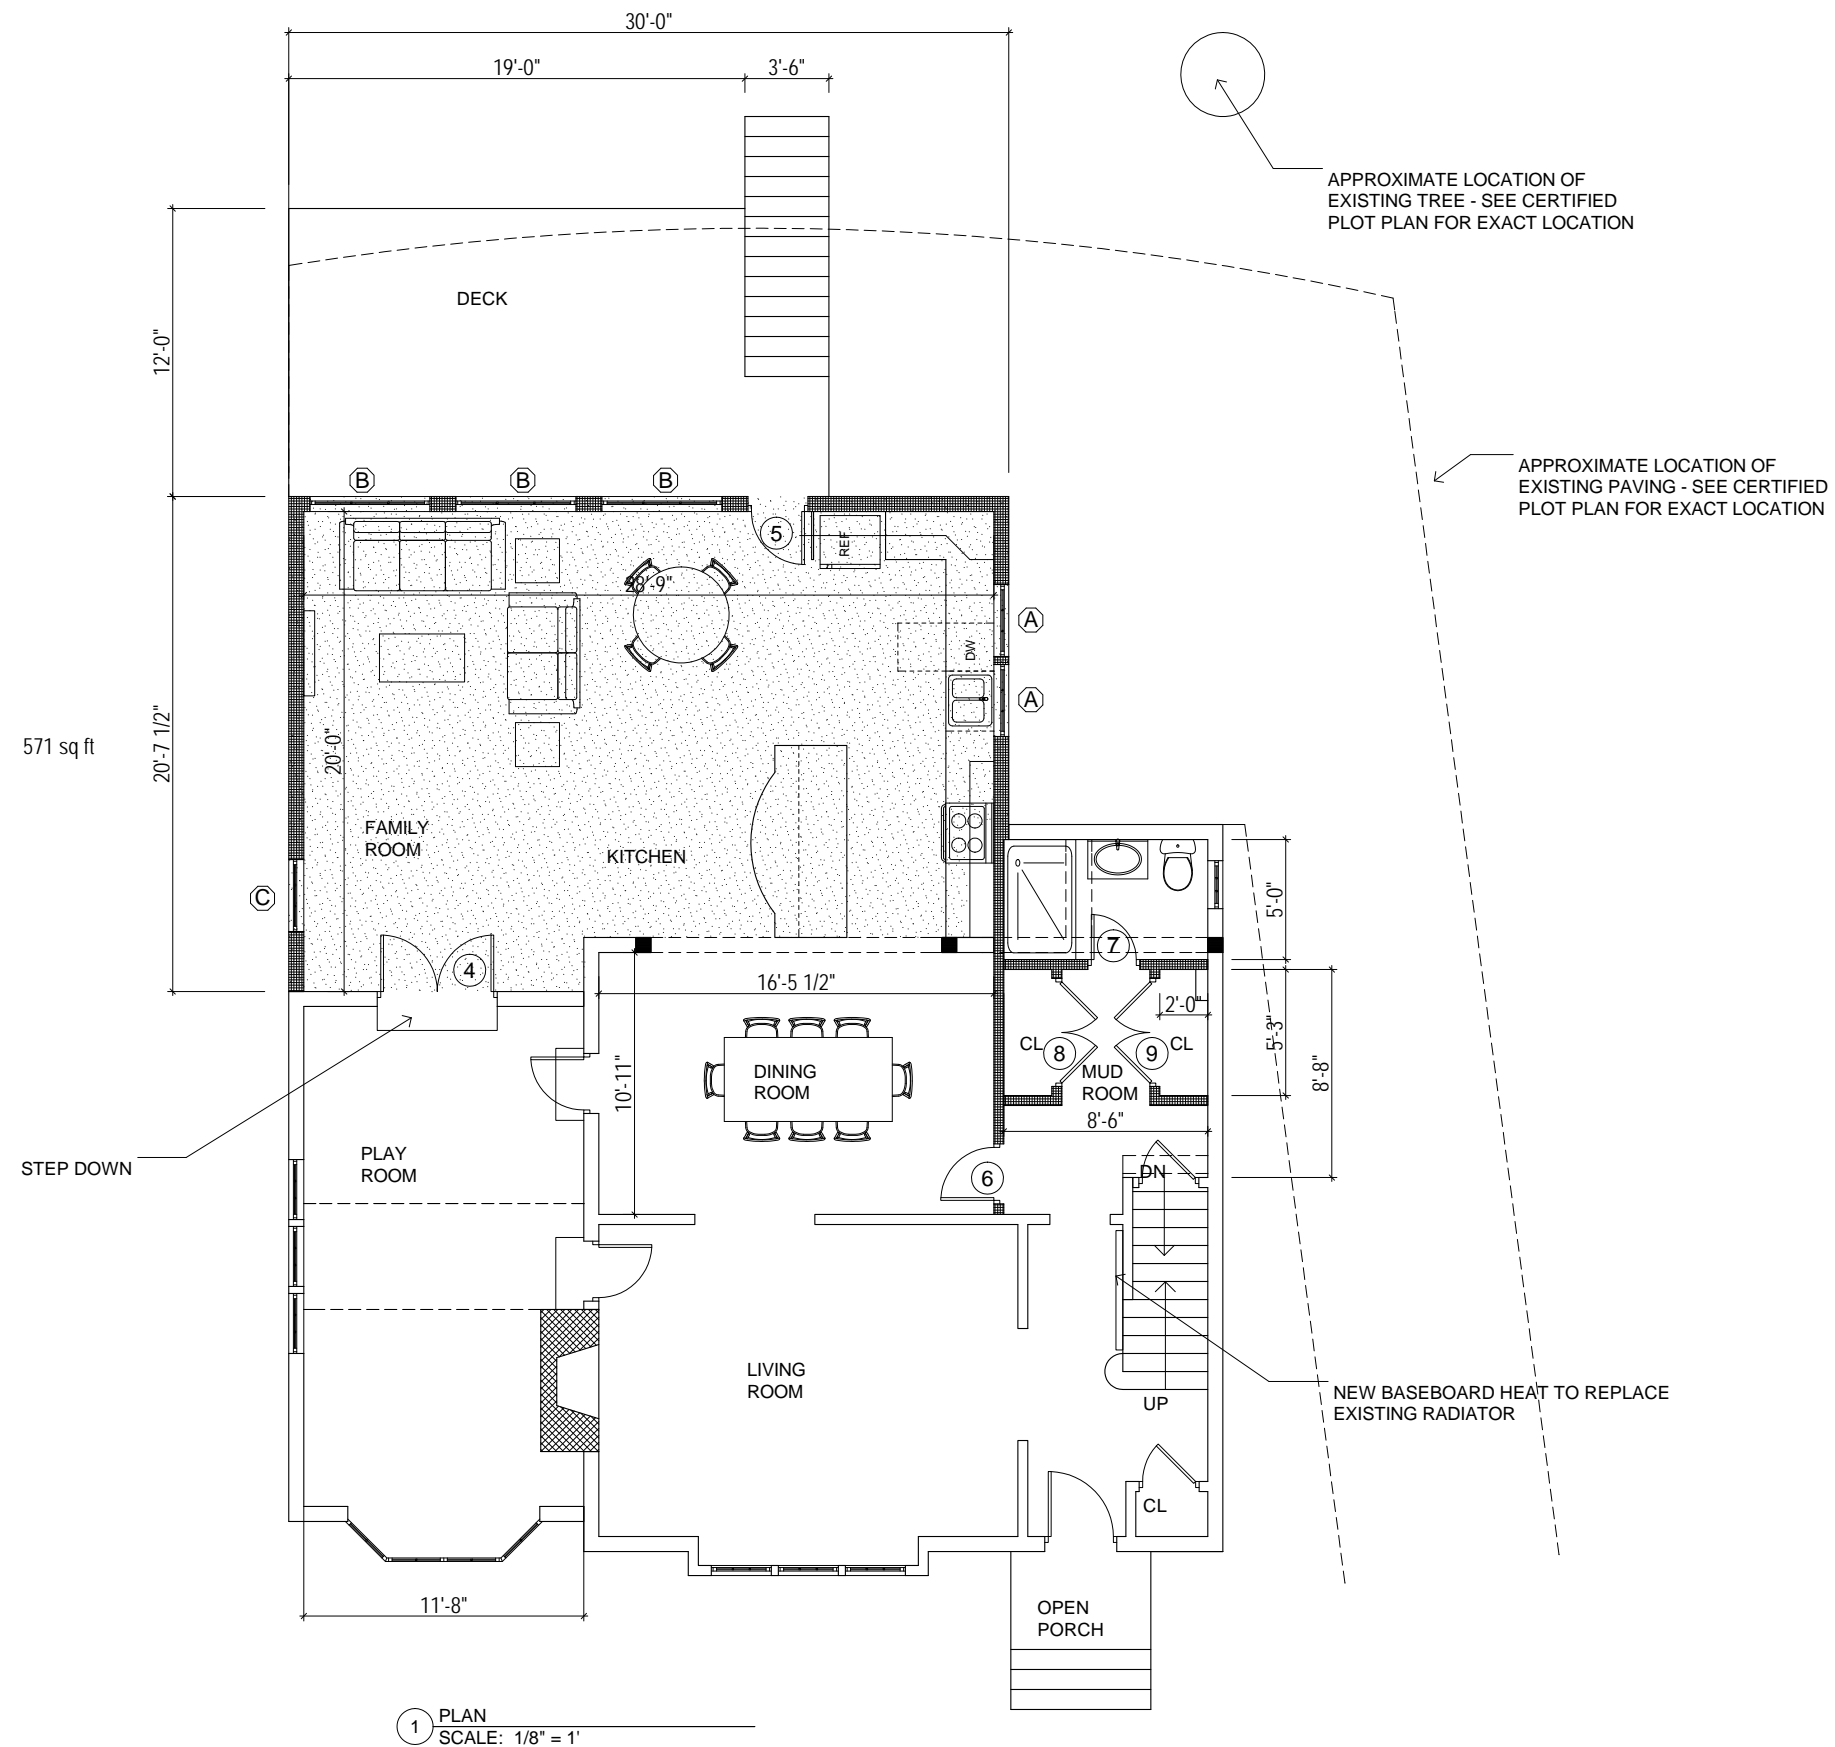 30'-0"
19'-0"
3'-6"
APPROXIMATE LOCATION OF
EXISTING TREE - SEE CERTIFIED
PLOT PLAN FOR EXACT LOCATION
DECK
12'-0"
APPROXIMATE LOCATION OF
EXISTING PAVING - SEE CERTIFIED
PLOT PLAN FOR EXACT LOCATION
B
B
B
5
REF
28'-9"
A
DW
A
571 sq ft
20'-7 1/2"
20'-0"
FAMILY
ROOM
KITCHEN
C
5'-0"
4
7
16'-5 1/2"
2'-0"
5'-3"
CL
8
9
CL
8'-8"
DINING
ROOM
MUD
ROOM
10'-11"
8'-6"
PLAY
ROOM
STEP DOWN
6
DN
LIVING
ROOM
UP
NEW BASEBOARD HEAT TO REPLACE
EXISTING RADIATOR
CL
11'-8"
OPEN
PORCH
1
PLAN
SCALE: 1/8" = 1'